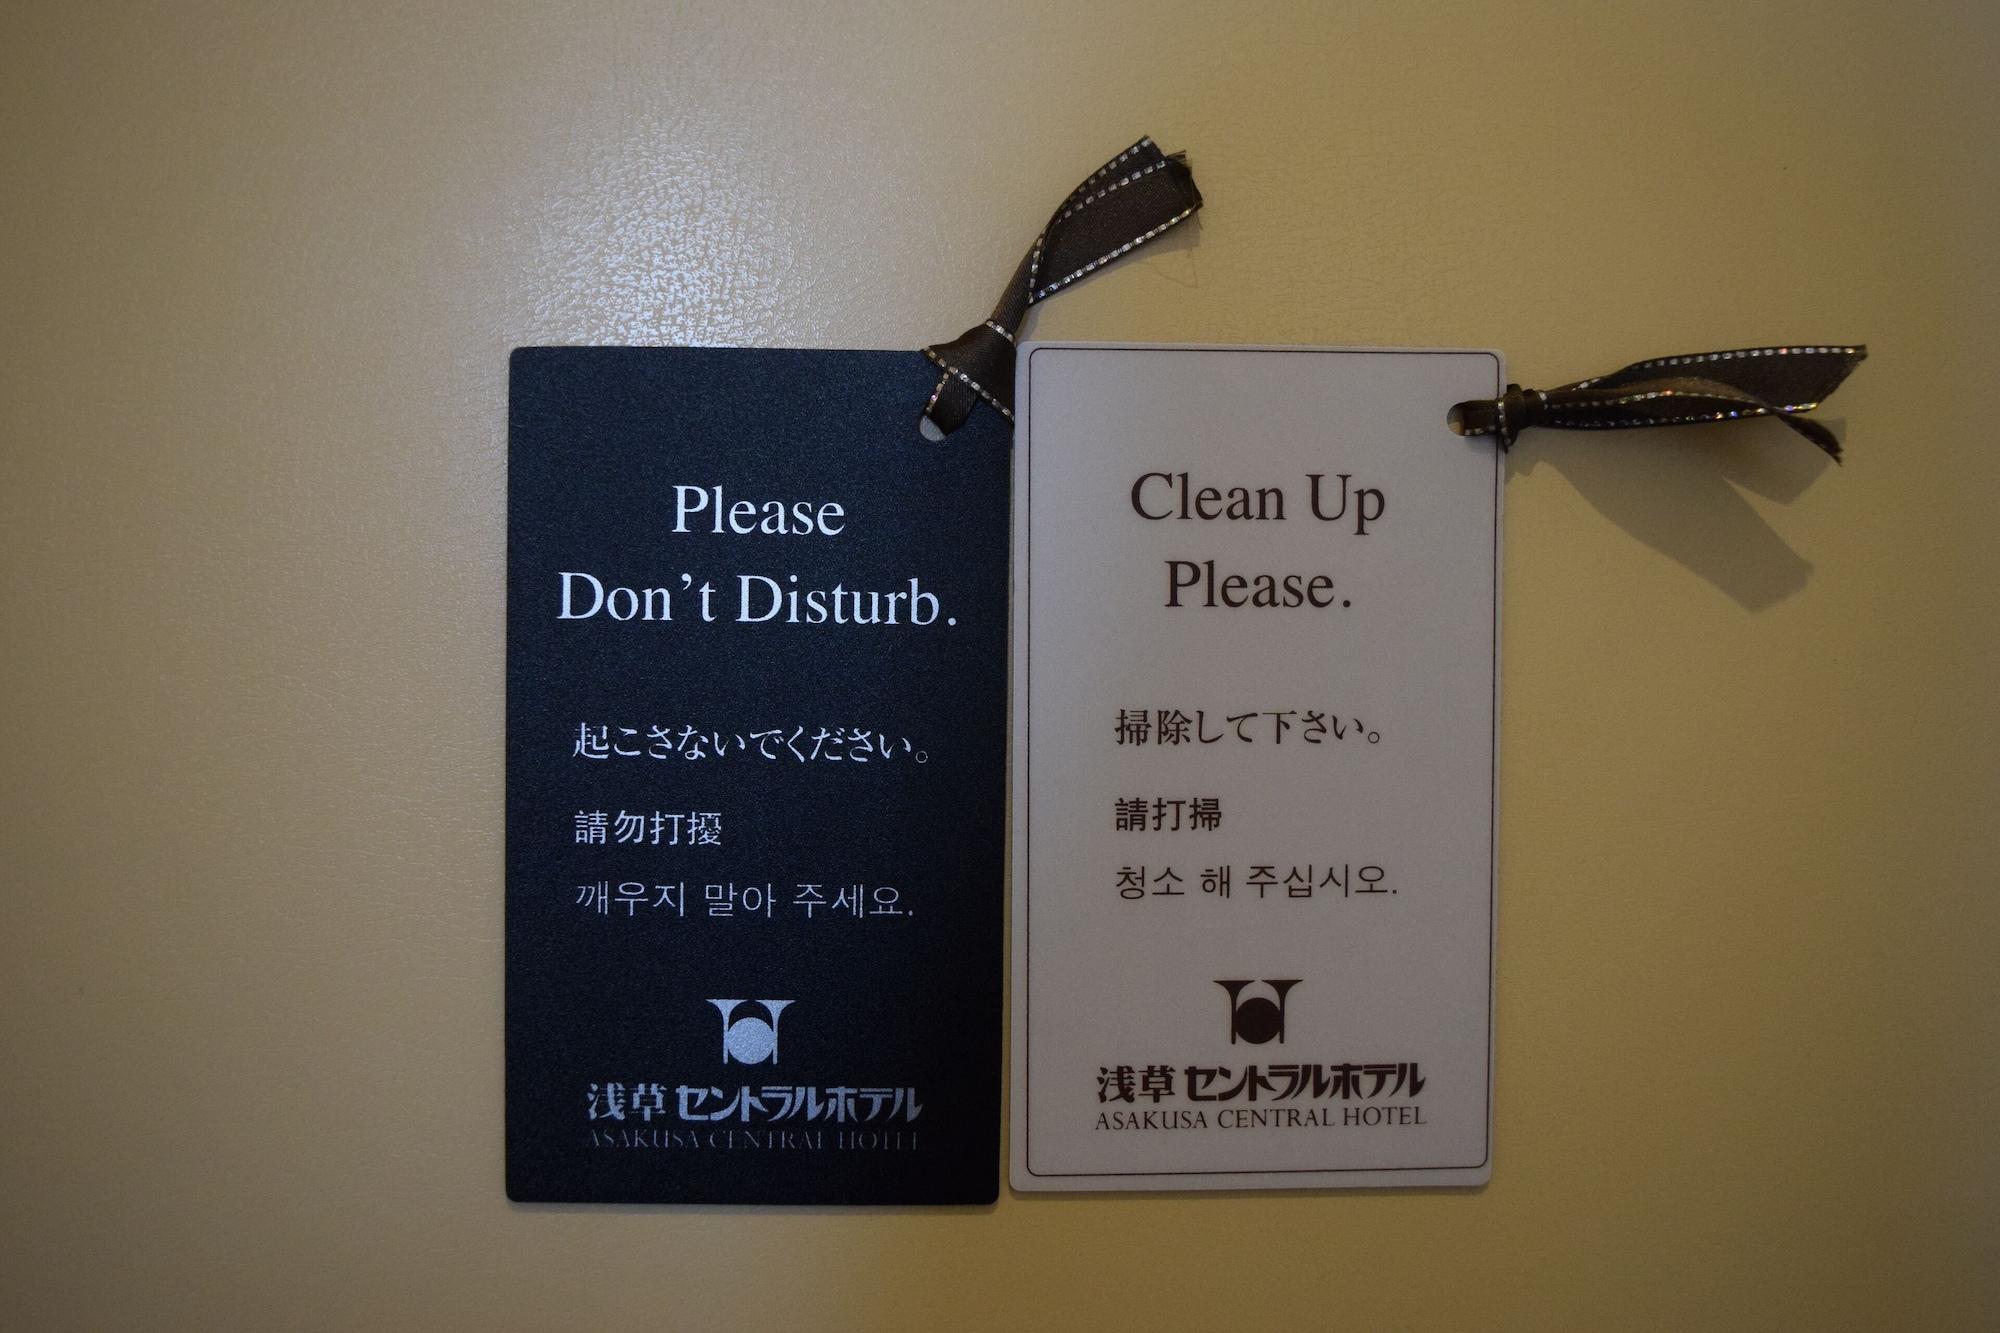 Please
Don't Disturb.
起こさないでください。
請勿打擾
깨우지 말아 주세요.
浅草 セントラルホテル
ASAKUSA CENTRAL HOTEL
Clean Up
Please.
掃除して下さい。
請打掃
청소 해 주십시오.
浅草 セントラルホテル
ASAKUSA CENTRAL HOTEL